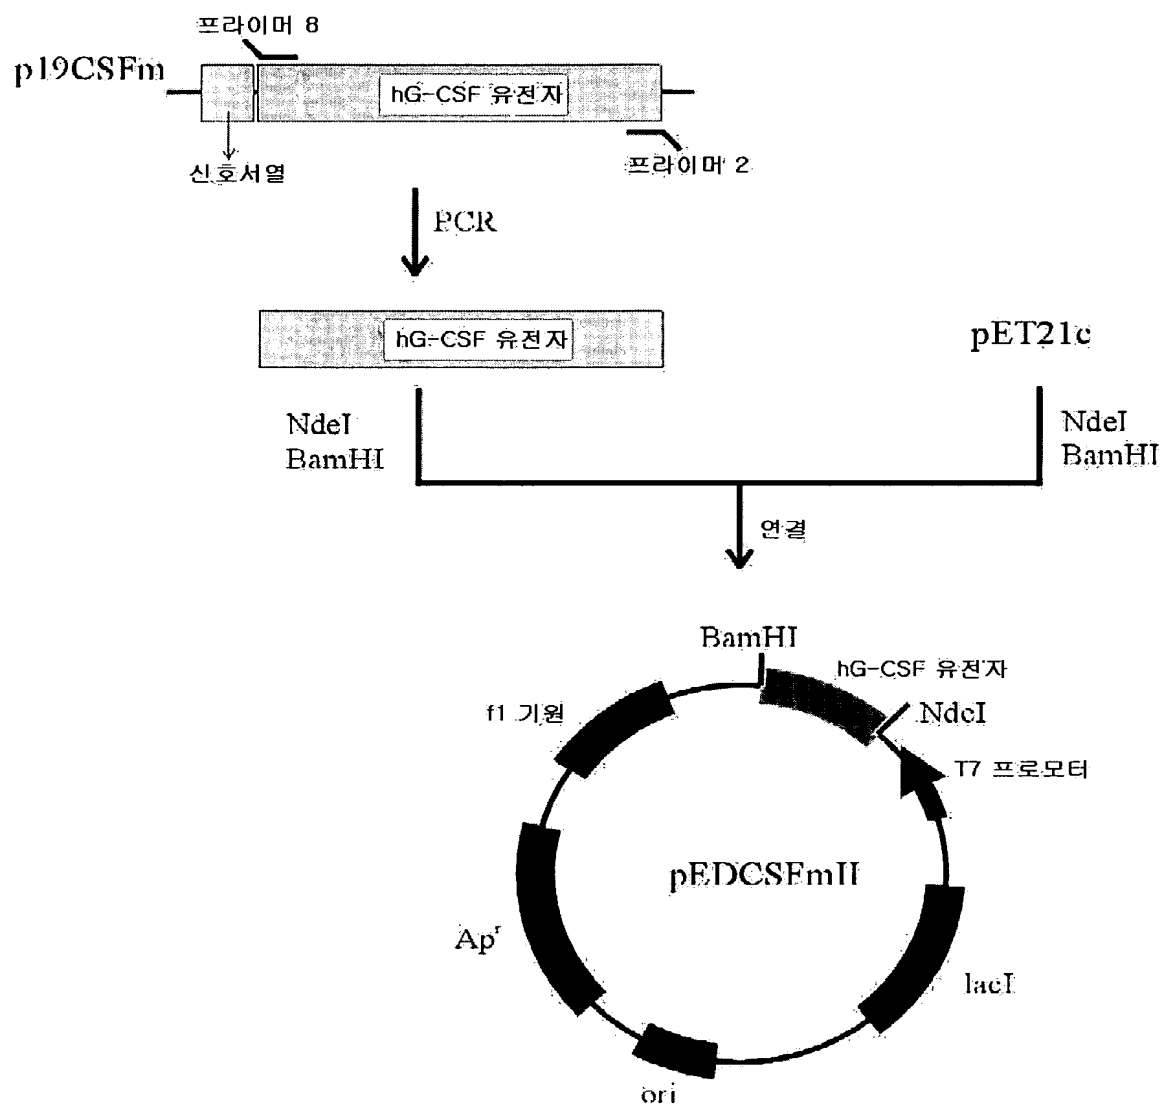 프라이머 8
p19CSFm
hG-CSF 유전자
신호서열
프라이머 2
PCR
hG-CSF 유전자
pET21c
NdeI
BamHI
NdeI
BamHI
연결
BamHI
hG-CSF 유전자
NdeI
f1 기원
T7 프로모터
pEDCSFmII
Apʳ
lacI
ori